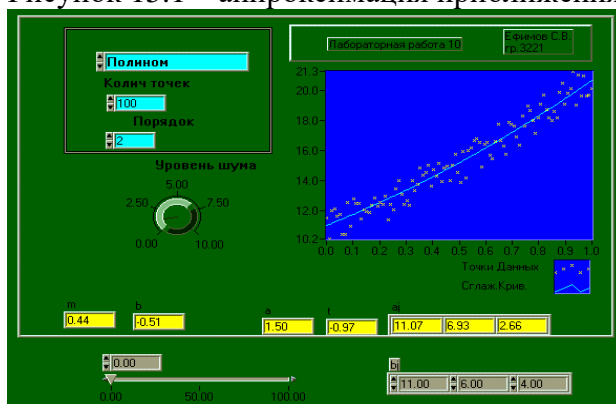 Рисунок 13.1 – аппроксимация приближения
Полином
Колич точек
100
Порядок
2
Уровень шума
5.00
2.50
7.50
0.00
10.00
Лабораторная работа 10
Ефимов С.В.
гр.3221
21.3
20.0
18.0
16.0
14.0
12.0
10.2
0.0 0.1 0.2 0.3 0.4 0.5 0.6 0.7 0.8 0.9 1.0
Точки Данных
Сглаж.Крив.
m
0.44
b
-0.51
a
1.50
t
-0.97
aj
11.07 6.93 2.66
0.00
0.00 50.00 100.00
bj
11.00 6.00 4.00